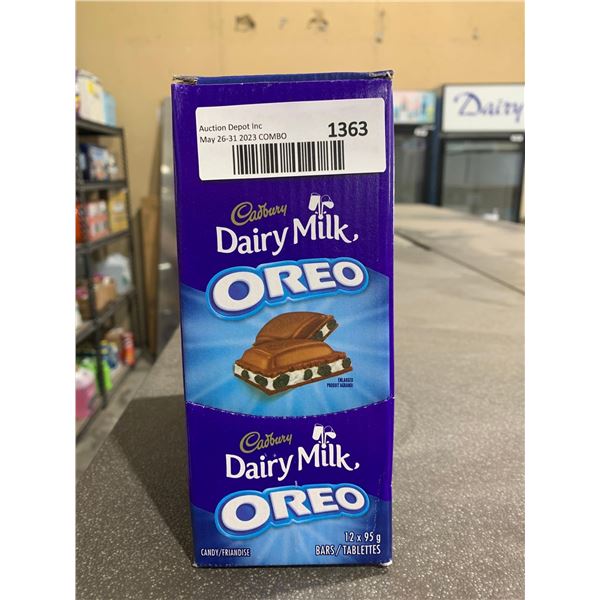 Auction Depot Inc
May 26-31 2023 COMBO
1363
Dairy
Cadbury
Dairy Milk
OREO
ENLARGED
PRODUIT AGRANDI
Cadbury
Dairy Milk
OREO
12 x 95 g
CANDY/FRIANDISE
BARS/TABLETTES